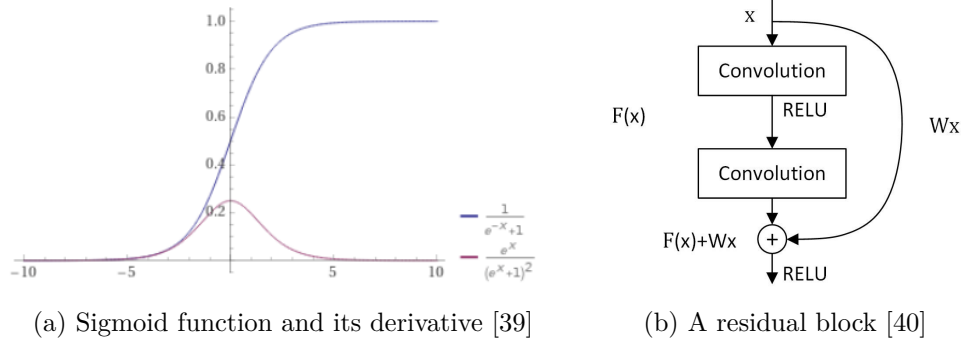 1.0
0.8
0.6
0.4
0.2
−10
−5
5
10
1
e^{-x}+1
e^x
(e^x+1)^2
(a) Sigmoid function and its derivative [39]
x
Convolution
RELU
F(x)
Wx
Convolution
F(x)+Wx
+
RELU
(b) A residual block [40]